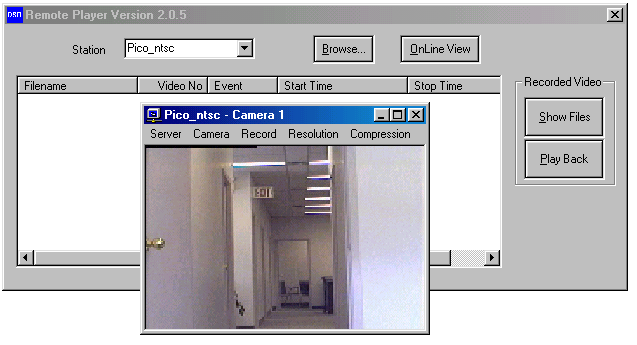 DSN Remote Player Version 2.0.5
Station Pico_ntsc Browse... OnLine View
Filename Video No Event Start Time Stop Time
Recorded Video
Show Files
Play Back
Pico_ntsc - Camera 1
Server Camera Record Resolution Compression
EXIT